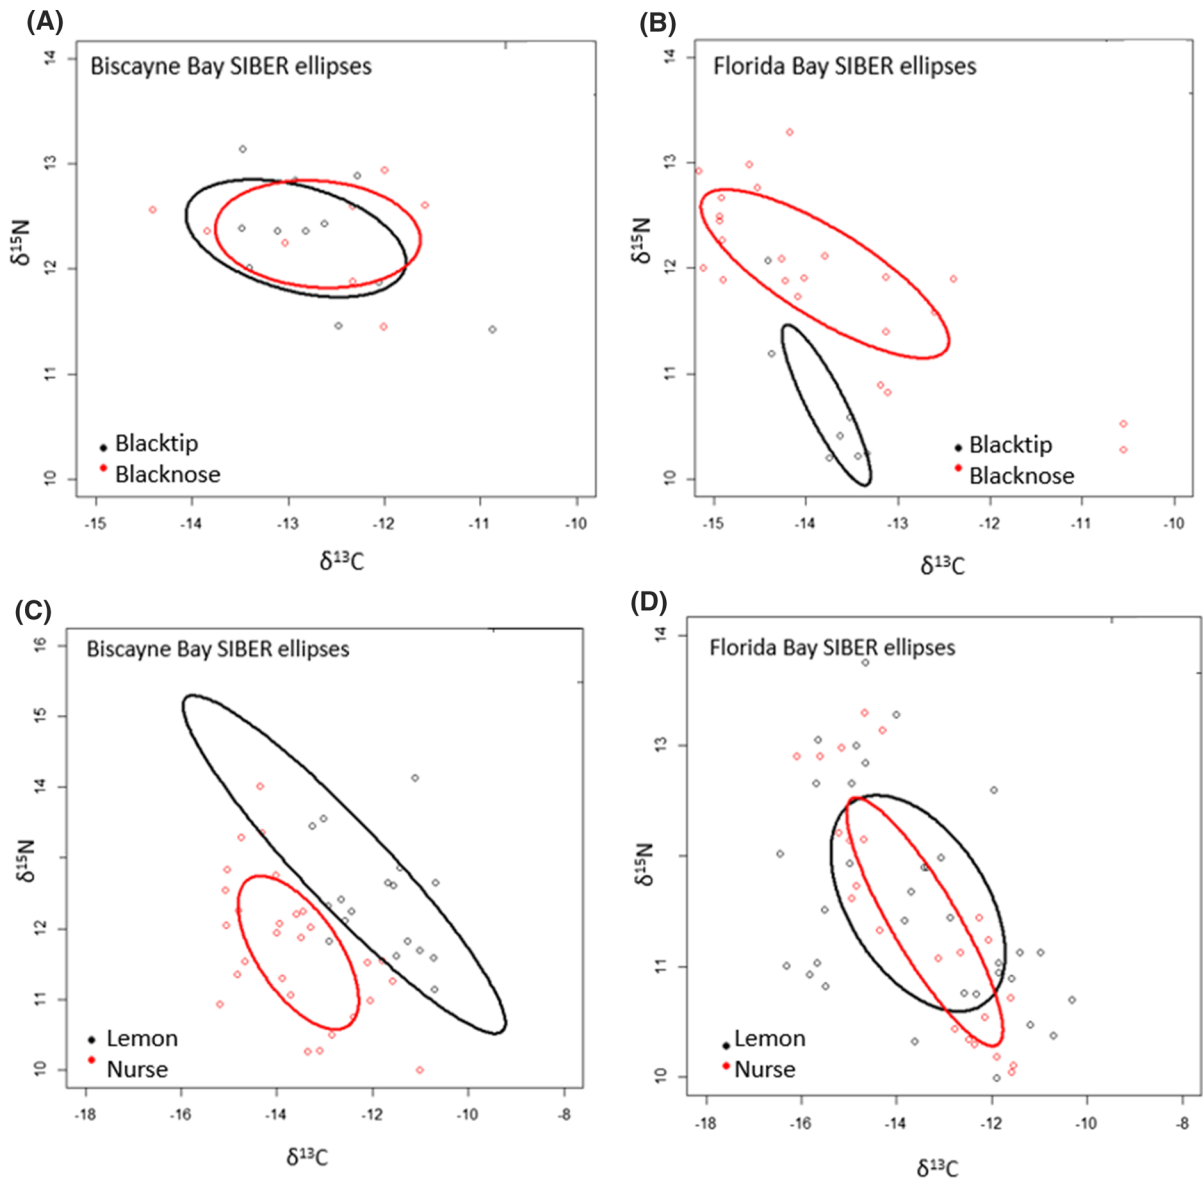 (A)
Biscayne Bay SIBER ellipses
14
13
12
11
10
δ¹⁵N
Blacktip
Blacknose
-15 -14 -13 -12 -11 -10
δ¹³C
(B)
Florida Bay SIBER ellipses
14
13
12
11
10
δ¹⁵N
Blacktip
Blacknose
-15 -14 -13 -12 -11 -10
δ¹³C
(C)
Biscayne Bay SIBER ellipses
16
15
14
12
11
10
δ¹⁵N
Lemon
Nurse
-18 -16 -14 -12 -10 -8
δ¹³C
(D)
Florida Bay SIBER ellipses
14
13
11
10
δ¹⁵N
Lemon
Nurse
-18 -16 -14 -12 -10 -8
δ¹³C